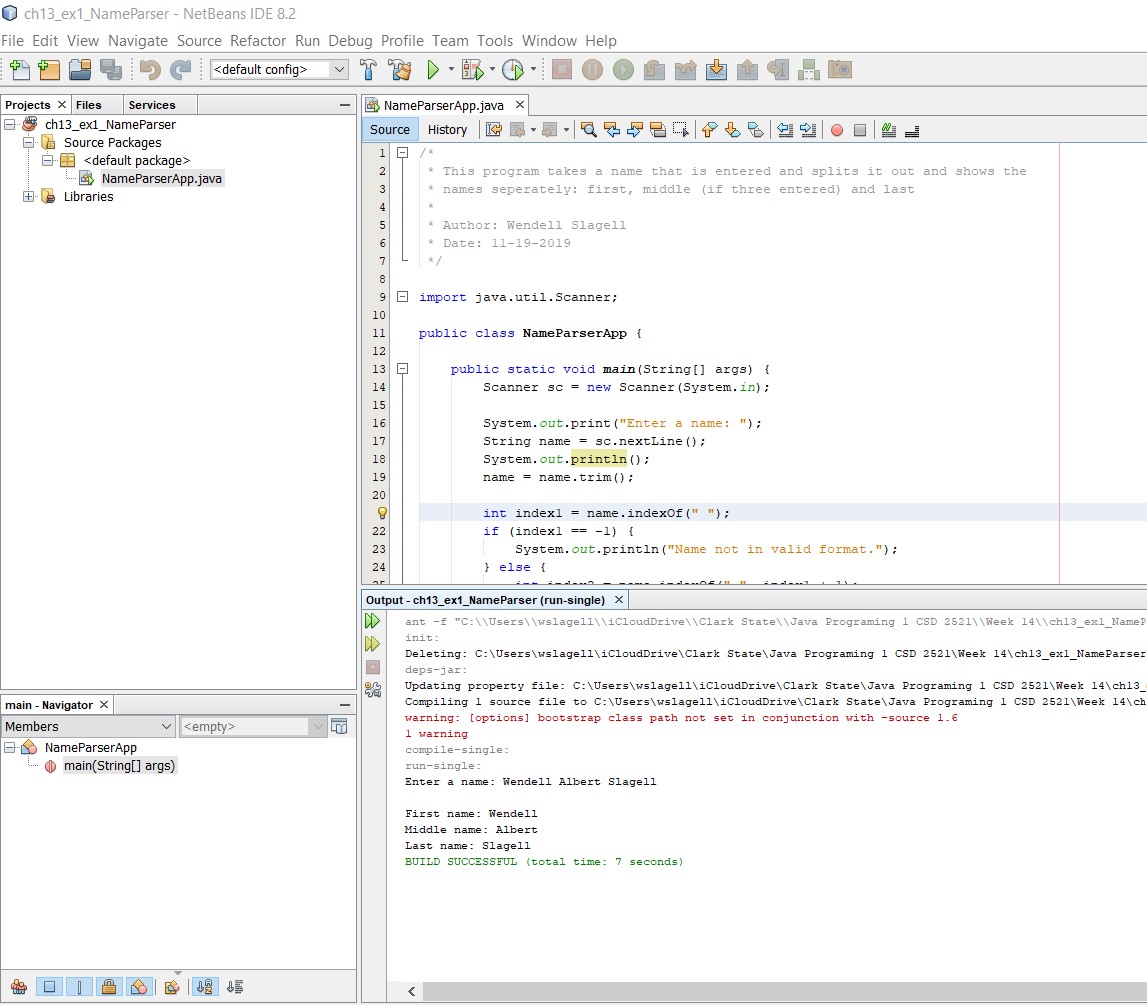 ch13_ex1_NameParser - NetBeans IDE 8.2
File Edit View Navigate Source Refactor Run Debug Profile Team Tools Window Help
<default config>
Projects Files Services
ch13_ex1_NameParser
Source Packages
<default package>
NameParserApp.java
Libraries
NameParserApp.java
Source History
1 /*
2 * This program takes a name that is entered and splits it out and shows the
3 * names seperately: first, middle (if three entered) and last
4 *
5 * Author: Wendell Slagell
6 * Date: 11-19-2019
7 */
8
9 import java.util.Scanner;
10
11 public class NameParserApp {
12
13 public static void main(String[] args) {
14 Scanner sc = new Scanner(System.in);
15
16 System.out.print("Enter a name: ");
17 String name = sc.nextLine();
18 System.out.println();
19 name = name.trim();
20
int index1 = name.indexOf(" ");
22 if (index1 == -1) {
23 System.out.println("Name not in valid format.");
24 } else {
25 int index2 = name.indexOf(" ", index1 + 1);
Output - ch13_ex1_NameParser (run-single)
ant -f "C:\\Users\\wslagell\\iCloudDrive\\Clark State\\Java Programing 1 CSD 2521\\Week 14\\ch13_ex1_NameP
init:
Deleting: C:\Users\wslagell\iCloudDrive\Clark State\Java Programing 1 CSD 2521\Week 14\ch13_ex1_NameParser
deps-jar:
Updating property file: C:\Users\wslagell\iCloudDrive\Clark State\Java Programing 1 CSD 2521\Week 14\ch13_
Compiling 1 source file to C:\Users\wslagell\iCloudDrive\Clark State\Java Programing 1 CSD 2521\Week 14\ch
warning: [options] bootstrap class path not set in conjunction with -source 1.6
1 warning
compile-single:
run-single:
Enter a name: Wendell Albert Slagell
First name: Wendell
Middle name: Albert
Last name: Slagell
BUILD SUCCESSFUL (total time: 7 seconds)
main - Navigator
Members <empty>
NameParserApp
main(String[] args)